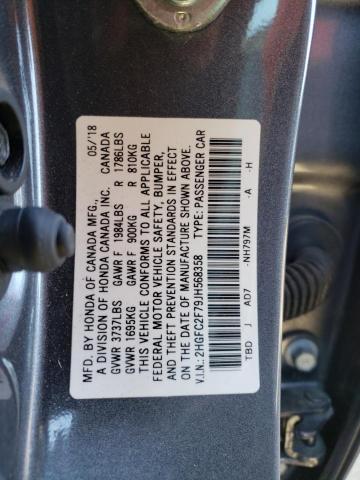 MFD. BY HONDA OF CANADA MFG., 05/18
A DIVISION OF HONDA CANADA INC. CANADA
GVWR 3737LBS GAWR F 1984LBS R 1786LBS
GVWR 1695KG GAWR F 900KG R 810KG
THIS VEHICLE CONFORMS TO ALL APPLICABLE
FEDERAL MOTOR VEHICLE SAFETY, BUMPER,
AND THEFT PREVENTION STANDARDS IN EFFECT
ON THE DATE OF MANUFACTURE SHOWN ABOVE.
V.I.N.: 2HGFC2F79JH568358 TYPE: PASSENGER CAR
TBD J AD7 -NH797M -A -H